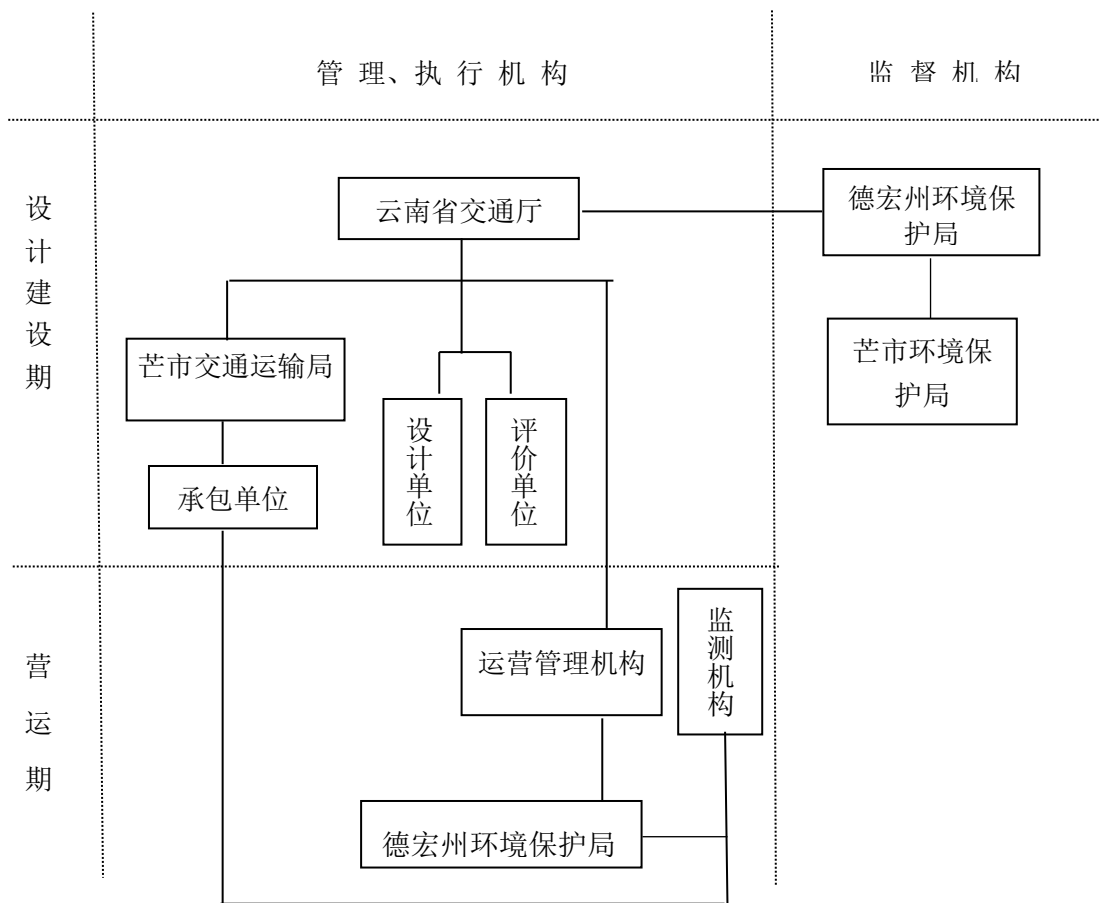 管 理、执 行 机 构
监 督 机 构
设
计
建
设
期
云南省交通厅
德宏州环境保
护局
芒市交通运输局
芒市环境保
护局
设
计
单
位
评
价
单
位
承包单位
营
运
期
运营管理机构
监
测
机
构
德宏州环境保护局